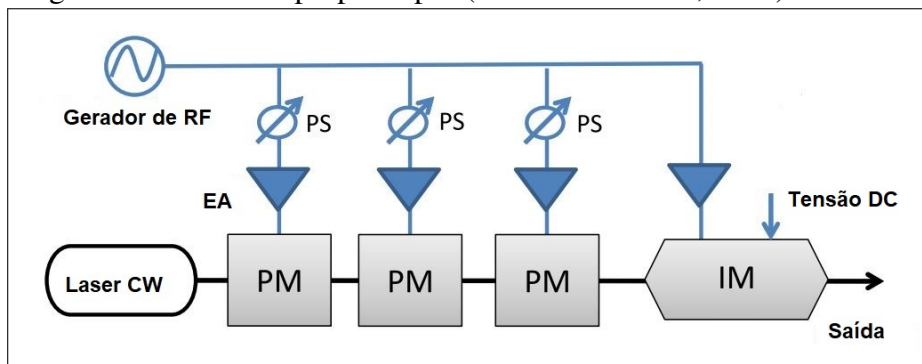 Gerador de RF
PS
PS
PS
EA
Tensão DC
Laser CW
PM
PM
PM
IM
Saída